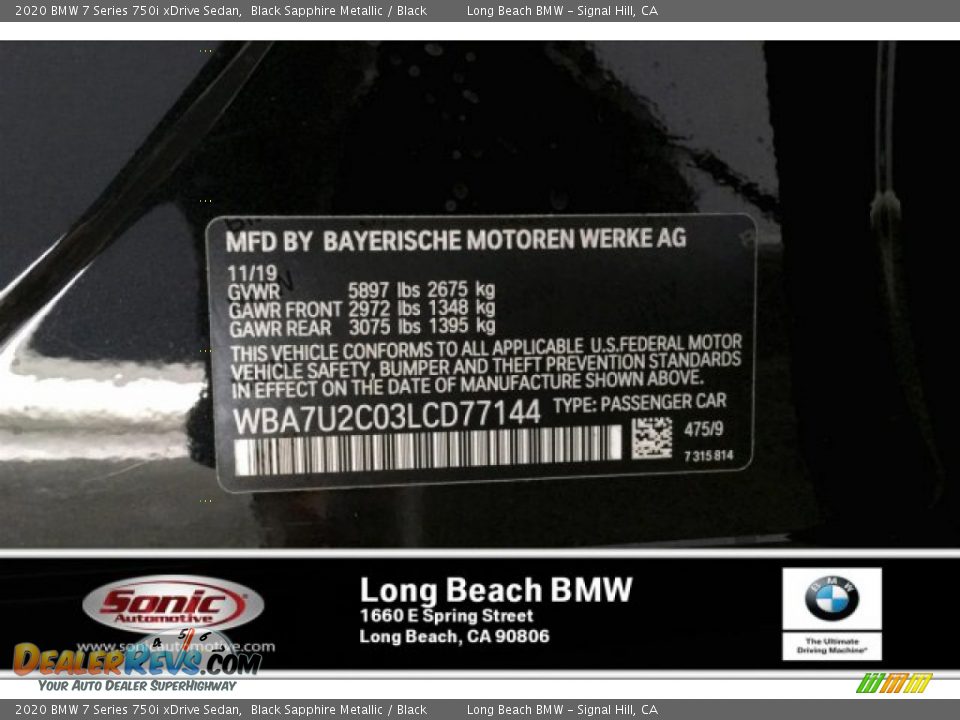 2020 BMW 7 Series 750i xDrive Sedan, Black Sapphire Metallic / Black Long Beach BMW - Signal Hill, CA
MFD BY BAYERISCHE MOTOREN WERKE AG
11/19
GVWR 5897 lbs 2675 kg
GAWR FRONT 2972 lbs 1348 kg
GAWR REAR 3075 lbs 1395 kg
THIS VEHICLE CONFORMS TO ALL APPLICABLE U.S.FEDERAL MOTOR
VEHICLE SAFETY, BUMPER AND THEFT PREVENTION STANDARDS
IN EFFECT ON THE DATE OF MANUFACTURE SHOWN ABOVE.
WBA7U2C03LCD77144 TYPE: PASSENGER CAR
475/9
7 315 814
Sonic
Automotive
www.sonicautomotive.com
Long Beach BMW
1660 E Spring Street
Long Beach, CA 90806
BMW
The Ultimate
Driving Machine®
4 5 6
DEALERREVS.COM
YOUR AUTO DEALER SUPERHIGHWAY
2020 BMW 7 Series 750i xDrive Sedan, Black Sapphire Metallic / Black Long Beach BMW - Signal Hill, CA